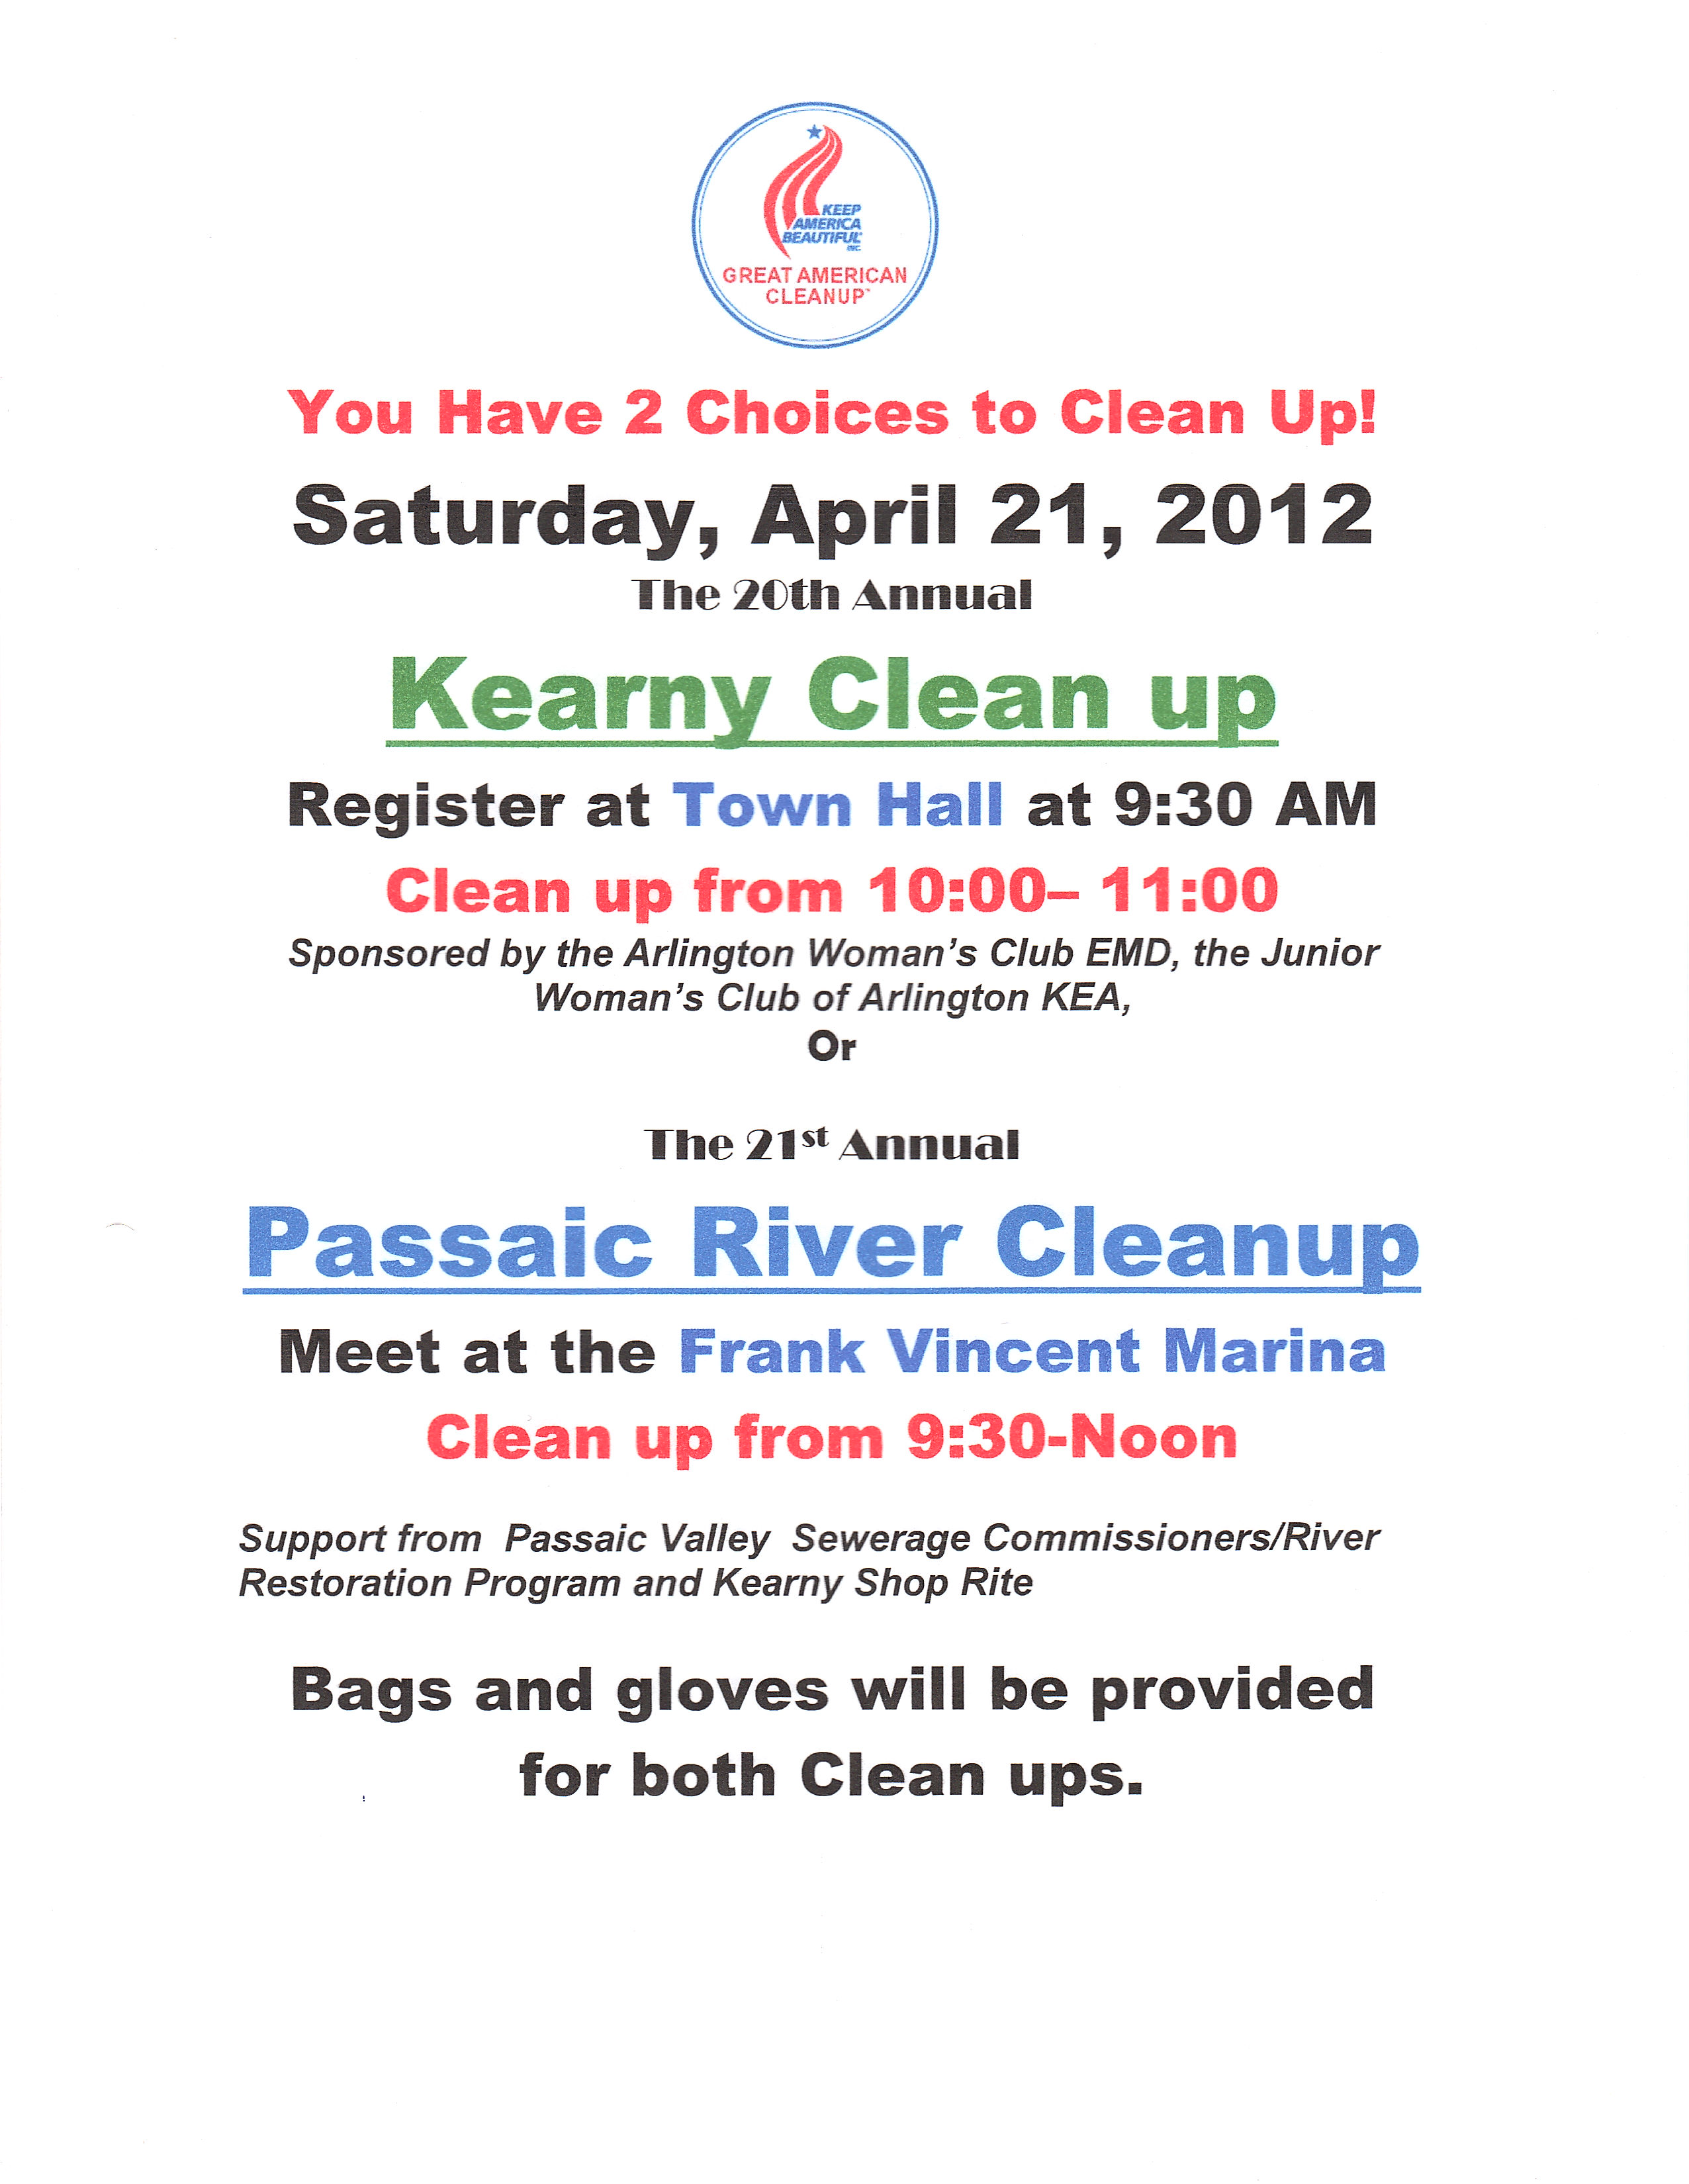 KEEP
AMERICA
BEAUTIFUL®
INC.
GREAT AMERICAN
CLEANUP™
You Have 2 Choices to Clean Up!
Saturday, April 21, 2012
The 20th Annual
Kearny Clean up
Register at Town Hall at 9:30 AM
Clean up from 10:00– 11:00
Sponsored by the Arlington Woman’s Club EMD, the Junior
Woman’s Club of Arlington KEA,
Or
The 21st Annual
Passaic River Cleanup
Meet at the Frank Vincent Marina
Clean up from 9:30-Noon
Support from Passaic Valley Sewerage Commissioners/River
Restoration Program and Kearny Shop Rite
Bags and gloves will be provided
for both Clean ups.